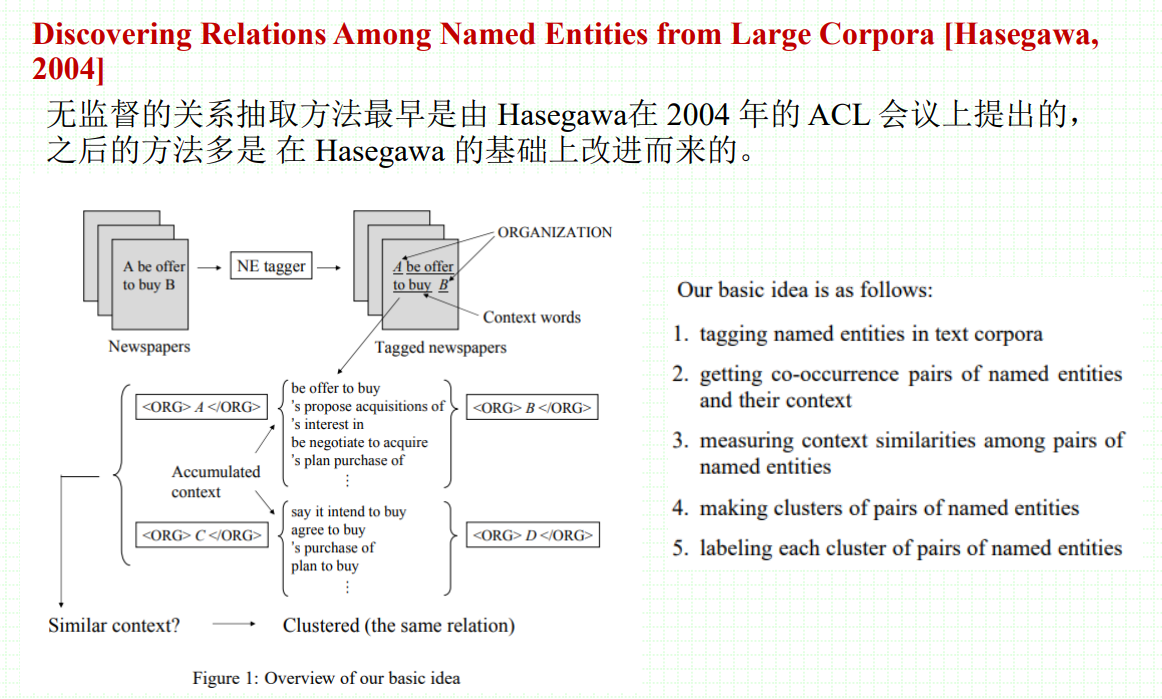 Discovering Relations Among Named Entities from Large Corpora [Hasegawa,
2004]
无监督的关系抽取方法最早是由 Hasegawa在 2004 年的 ACL 会议上提出的，
之后的方法多是 在 Hasegawa 的基础上改进而来的。
A be offer
to buy B
NE tagger
A be offer
to buy B
ORGANIZATION
Context words
Newspapers
Tagged newspapers
<ORG> A </ORG>
be offer to buy
's propose acquisitions of
's interest in
be negotiate to acquire
's plan purchase of
⋮
<ORG> B </ORG>
Accumulated
context
<ORG> C </ORG>
say it intend to buy
agree to buy
's purchase of
plan to buy
⋮
<ORG> D </ORG>
Similar context?
Clustered (the same relation)
Figure 1: Overview of our basic idea
Our basic idea is as follows:
1. tagging named entities in text corpora
2. getting co-occurrence pairs of named entities
and their context
3. measuring context similarities among pairs of
named entities
4. making clusters of pairs of named entities
5. labeling each cluster of pairs of named entities